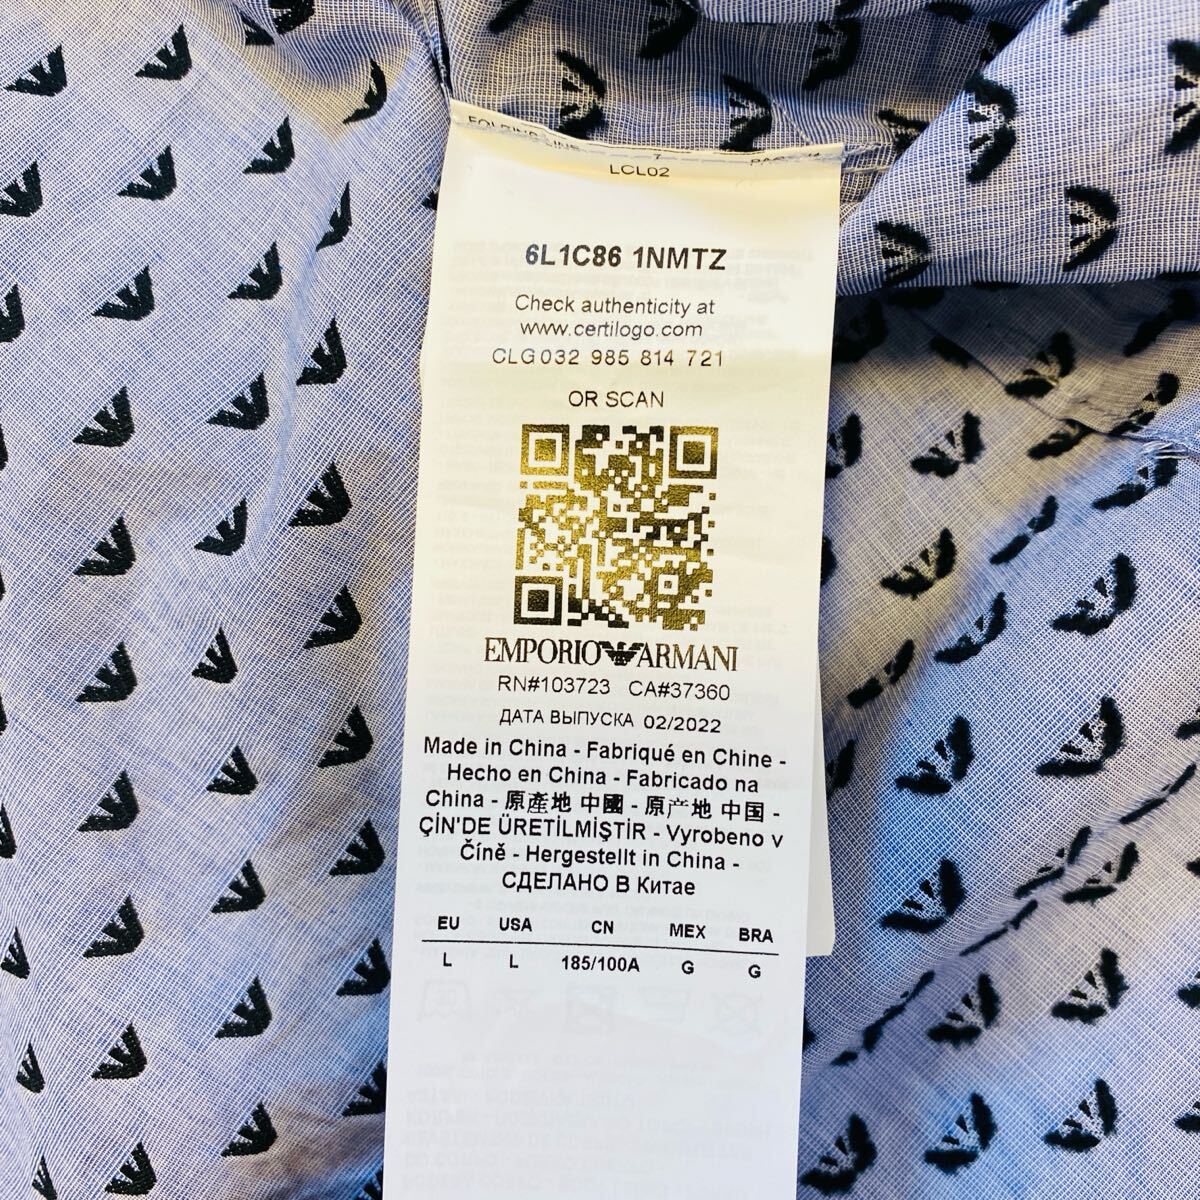 FOLDING LINE 7
LCL02
6L1C86 1NMTZ
Check authenticity at
www.certilogo.com
CLG 032 985 814 721
OR SCAN
EMPORIO ARMANI
RN#103723 CA#37360
ДАТА ВЫПУСКА 02/2022
Made in China - Fabriqué en Chine -
Hecho en China - Fabricado na
China - 原產地 中國 - 原产地 中国 -
ÇİN'DE ÜRETİLMİŞTİR - Vyrobeno v
Číně - Hergestellt in China -
СДЕЛАНО В Китае
EU USA CN MEX BRA
L L 185/100A G G